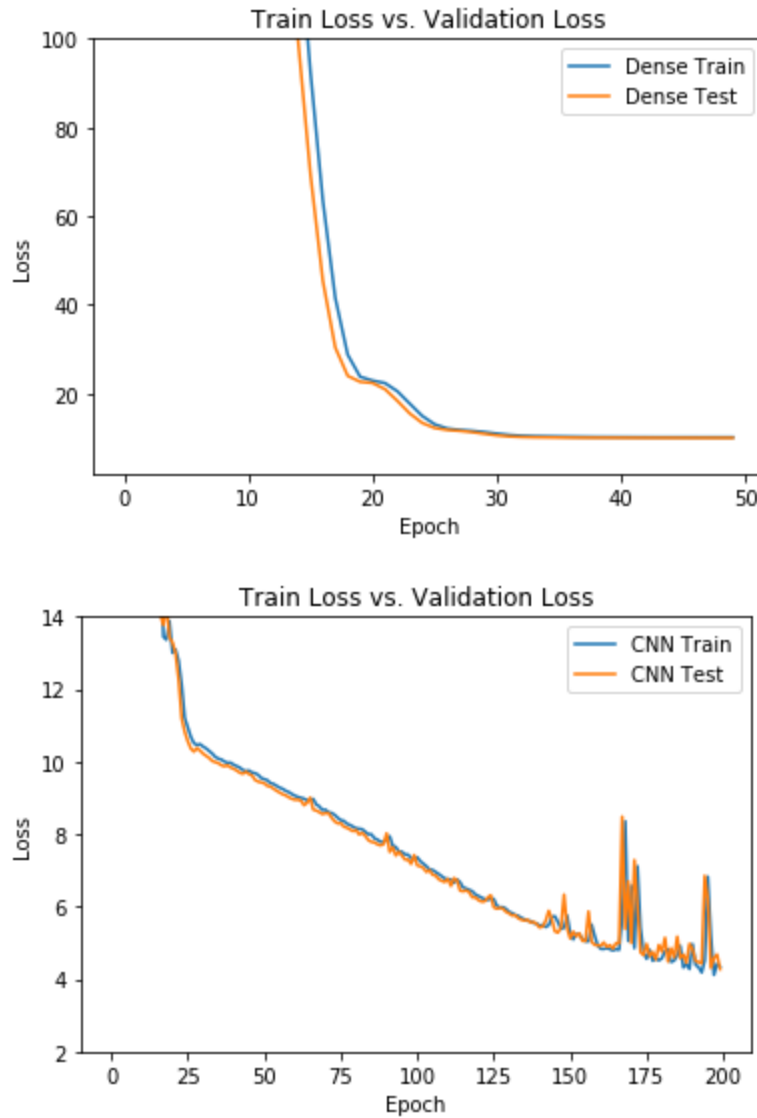 Train Loss vs. Validation Loss
100
80
60
40
20
Loss
Dense Train
Dense Test
0 10 20 30 40 50
Epoch
Train Loss vs. Validation Loss
14
12
10
8
6
4
2
Loss
CNN Train
CNN Test
0 25 50 75 100 125 150 175 200
Epoch